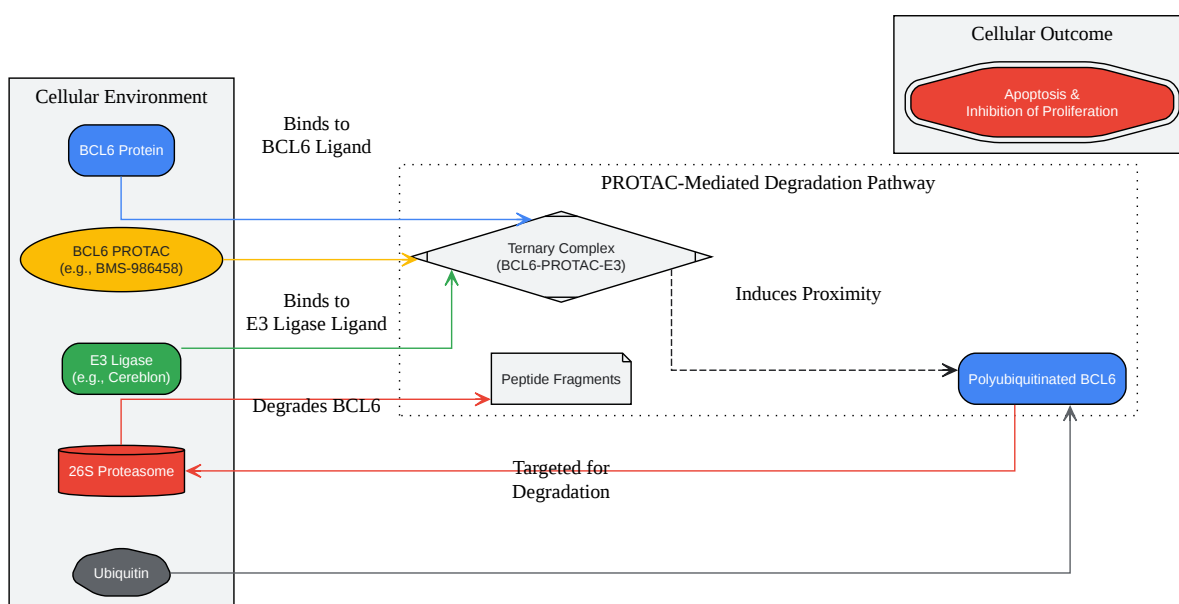 Cellular Outcome
Apoptosis &
Inhibition of Proliferation
Cellular Environment
BCL6 Protein
Binds to
BCL6 Ligand
PROTAC-Mediated Degradation Pathway
BCL6 PROTAC
(e.g., BMS-986458)
Ternary Complex
(BCL6-PROTAC-E3)
Binds to
E3 Ligase Ligand
Induces Proximity
E3 Ligase
(e.g., Cereblon)
Peptide Fragments
Polyubiquitinated BCL6
Degrades BCL6
26S Proteasome
Targeted for
Degradation
Ubiquitin